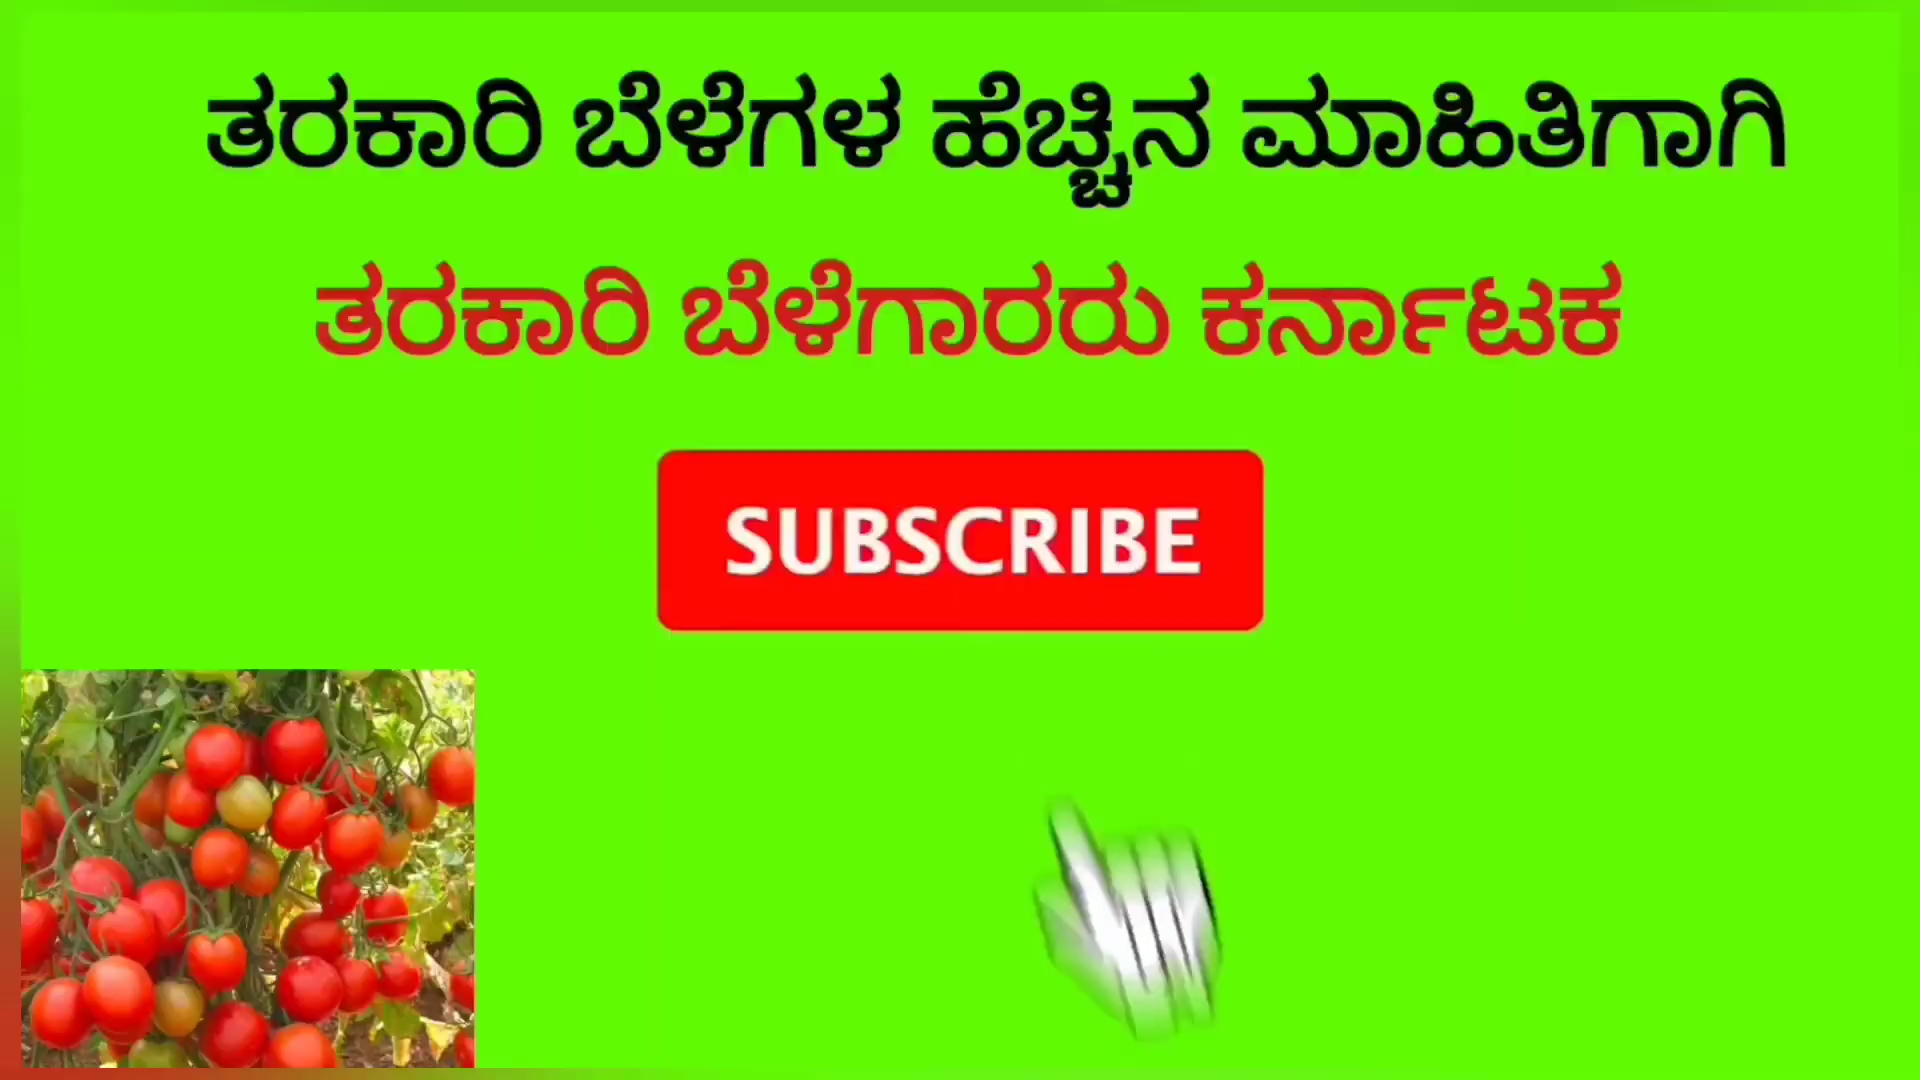 ತರಕಾರಿ ಬೆಳೆಗಳ ಹೆಚ್ಚಿನ ಮಾಹಿತಿಗಾಗಿ
ತರಕಾರಿ ಬೆಳೆಗಾರರು ಕರ್ನಾಟಕ
SUBSCRIBE